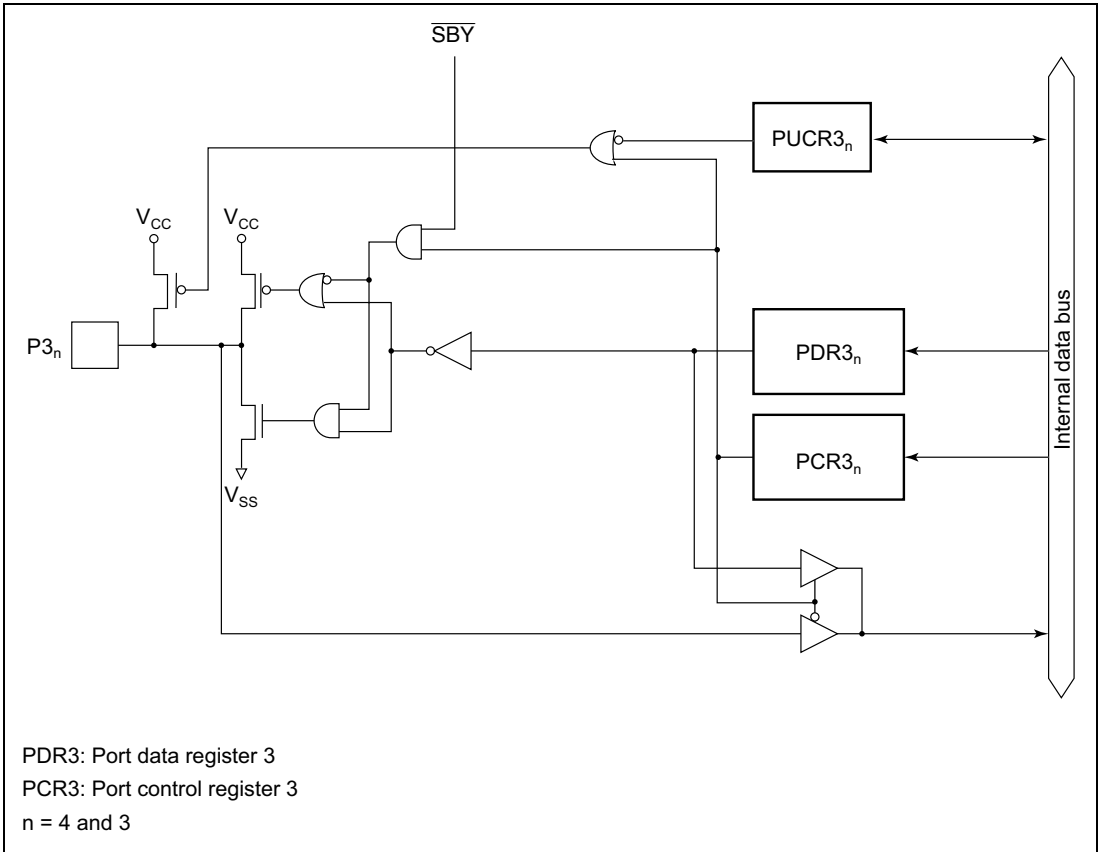 SBY
PUCR3n
VCC
VCC
P3n
PDR3n
PCR3n
VSS
Internal data bus
PDR3: Port data register 3
PCR3: Port control register 3
n = 4 and 3